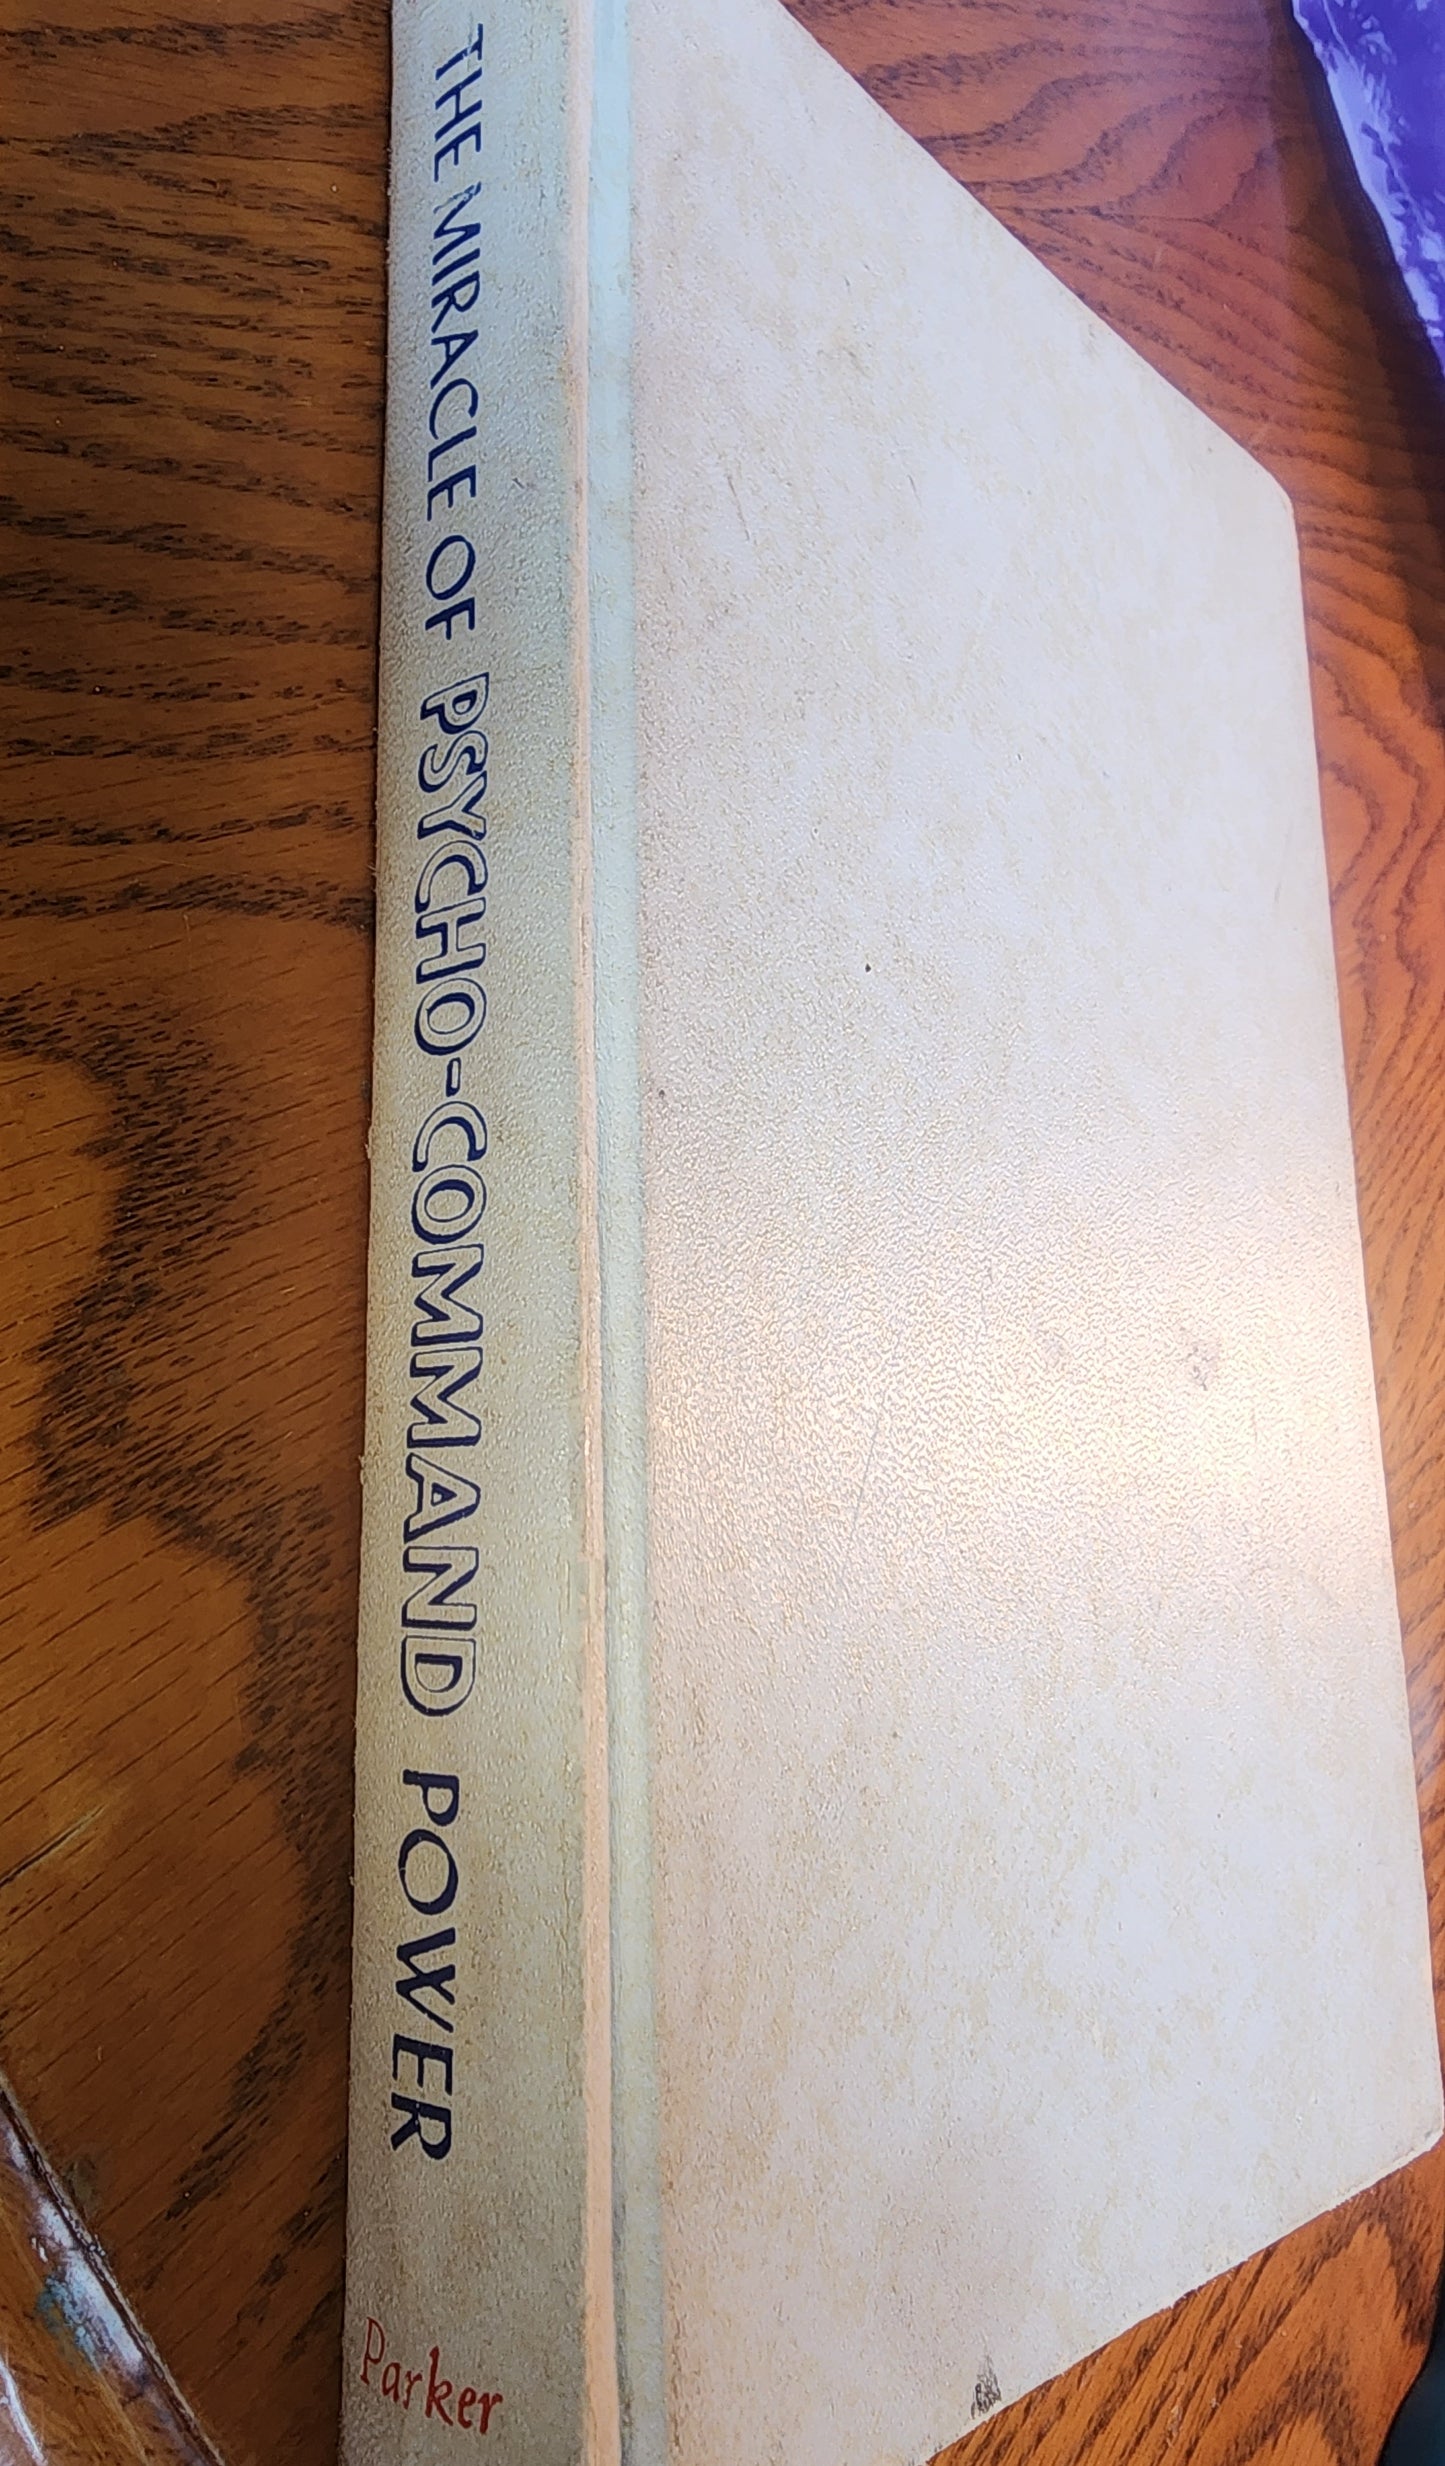 THE MIRACLE OF PSYCHO-COMMAND POWER
Parker